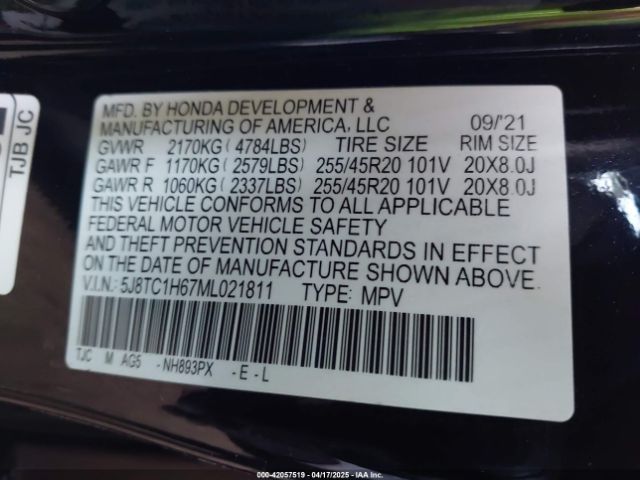 TJB JC
MFD. BY HONDA DEVELOPMENT &
MANUFACTURING OF AMERICA, LLC 09/'21
GVWR 2170KG ( 4784LBS) TIRE SIZE RIM SIZE
GAWR F 1170KG ( 2579LBS) 255/45R20 101V 20X8.0J
GAWR R 1060KG ( 2337LBS) 255/45R20 101V 20X8.0J
THIS VEHICLE CONFORMS TO ALL APPLICABLE
FEDERAL MOTOR VEHICLE SAFETY
AND THEFT PREVENTION STANDARDS IN EFFECT
ON THE DATE OF MANUFACTURE SHOWN ABOVE.
V.I.N.: 5J8TC1H67ML021811 TYPE: MPV
TJC M AG5 -NH893PX -E-L
000-42057519 - 04/17/2025 - IAAI.com